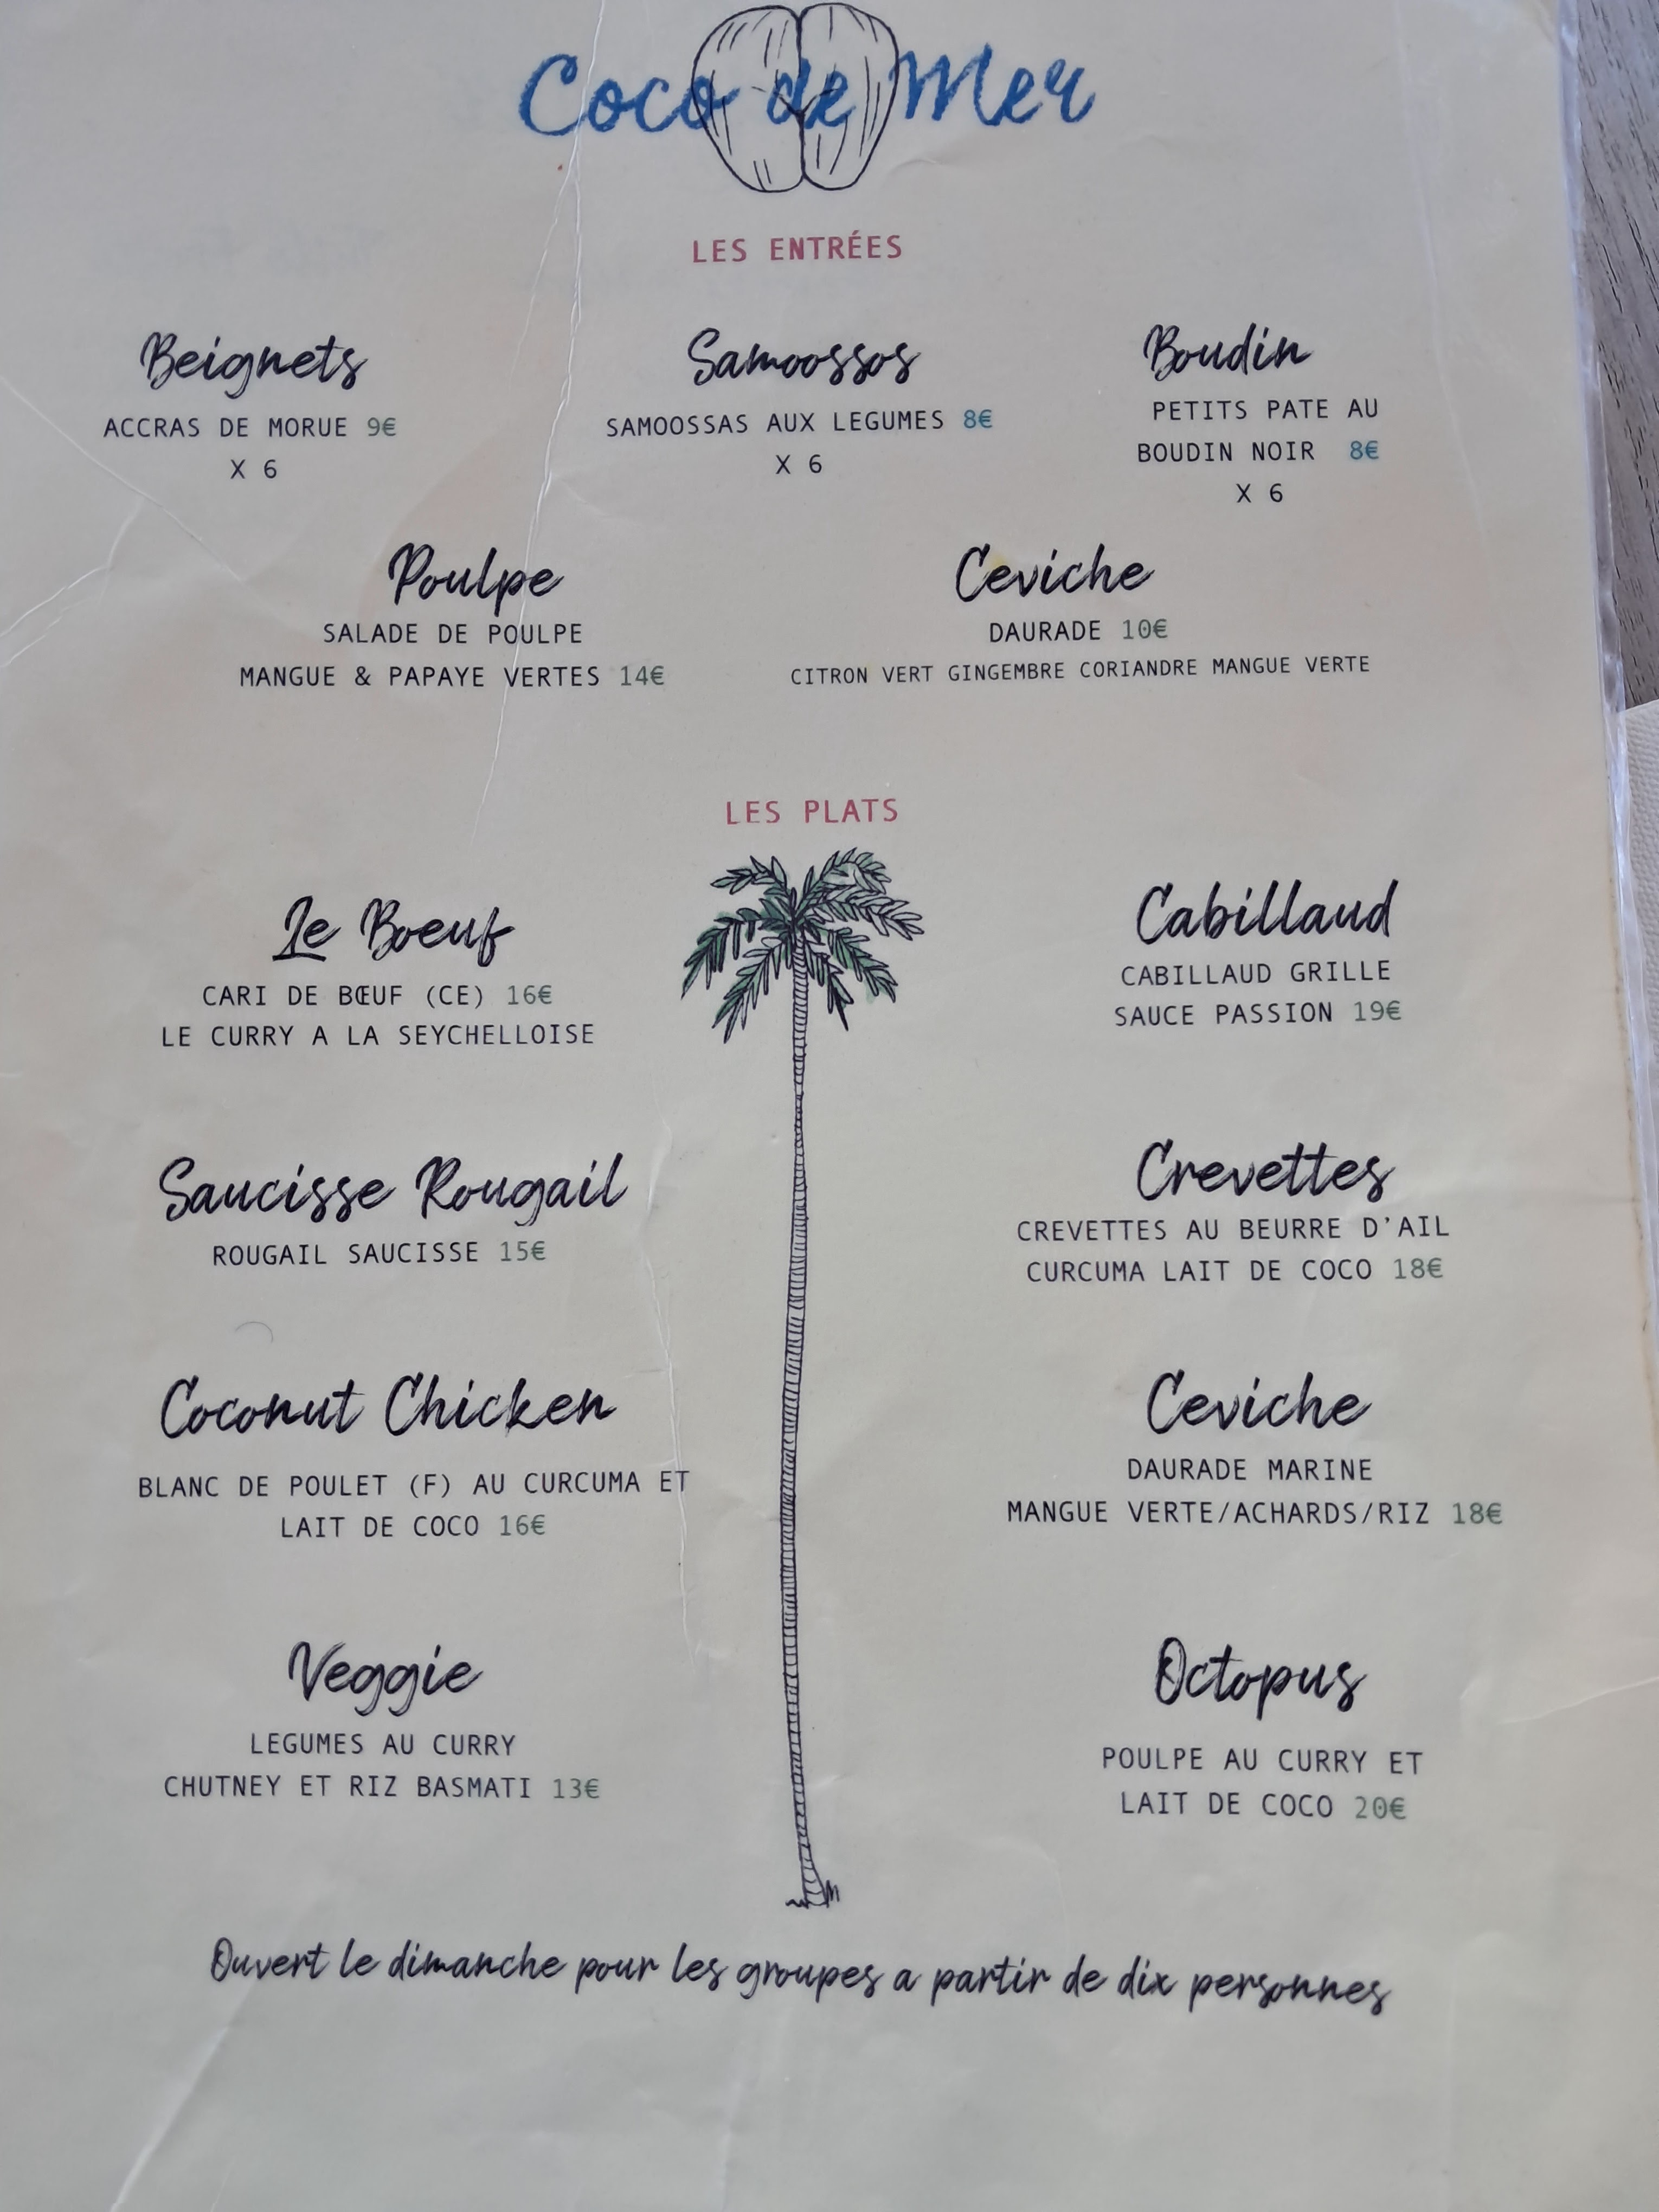 Coco de Mer
LES ENTRÉES
Beignets
ACCRAS DE MORUE 9€
X 6
Samoossos
SAMOOSSAS AUX LEGUMES 8€
X 6
Boudin
PETITS PATE AU
BOUDIN NOIR 8€
X 6
Poulpe
SALADE DE POULPE
MANGUE & PAPAYE VERTES 14€
Ceviche
DAURADE 10€
CITRON VERT GINGEMBRE CORIANDRE MANGUE VERTE
LES PLATS
Le Boeuf
CARI DE BŒUF (CE) 16€
LE CURRY A LA SEYCHELLOISE
Saucisse Rougail
ROUGAIL SAUCISSE 15€
Coconut Chicken
BLANC DE POULET (F) AU CURCUMA ET
LAIT DE COCO 16€
Veggie
LEGUMES AU CURRY
CHUTNEY ET RIZ BASMATI 13€
Cabillaud
CABILLAUD GRILLE
SAUCE PASSION 19€
Crevettes
CREVETTES AU BEURRE D'AIL
CURCUMA LAIT DE COCO 18€
Ceviche
DAURADE MARINE
MANGUE VERTE/ACHARDS/RIZ 18€
Octopus
POULPE AU CURRY ET
LAIT DE COCO 20€
Ouvert le dimanche pour les groupes a partir de dix personnes